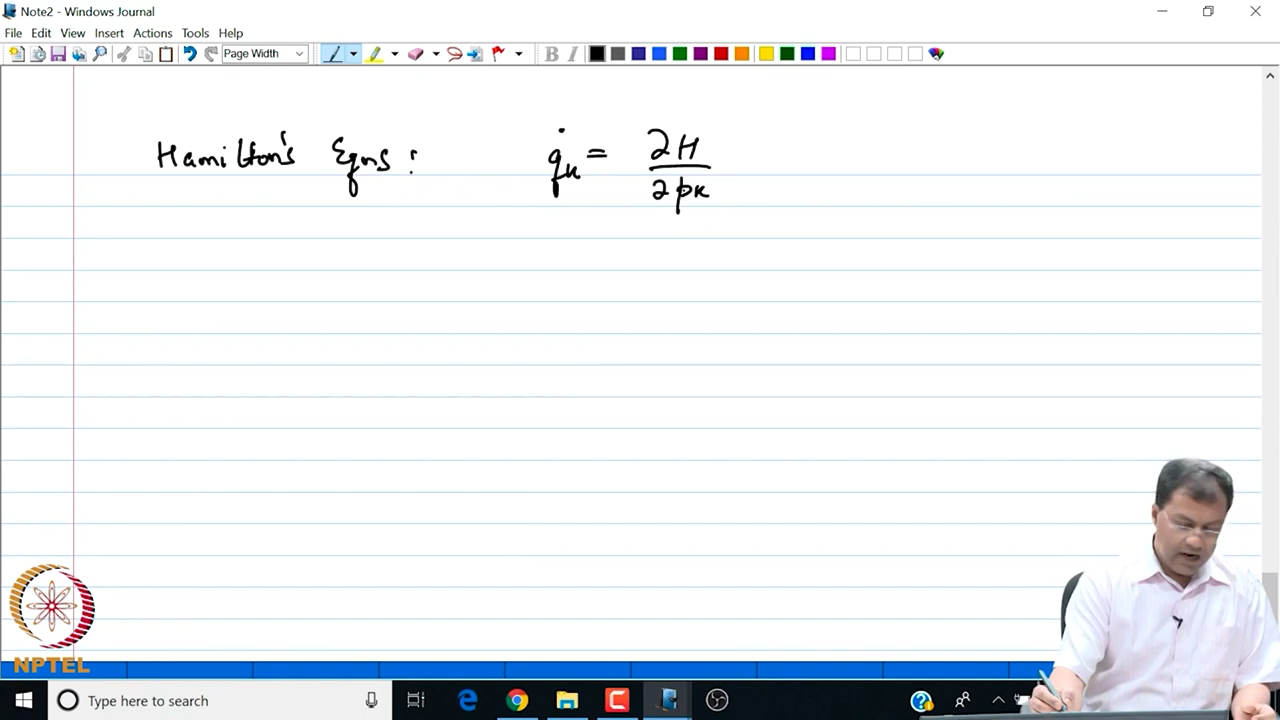 Note2 - Windows Journal
File Edit View Insert Actions Tools Help
Page Width B I
Hamilton's Eqns : q̇ₖ = ∂H
∂pₖ
NPTEL
Type here to search